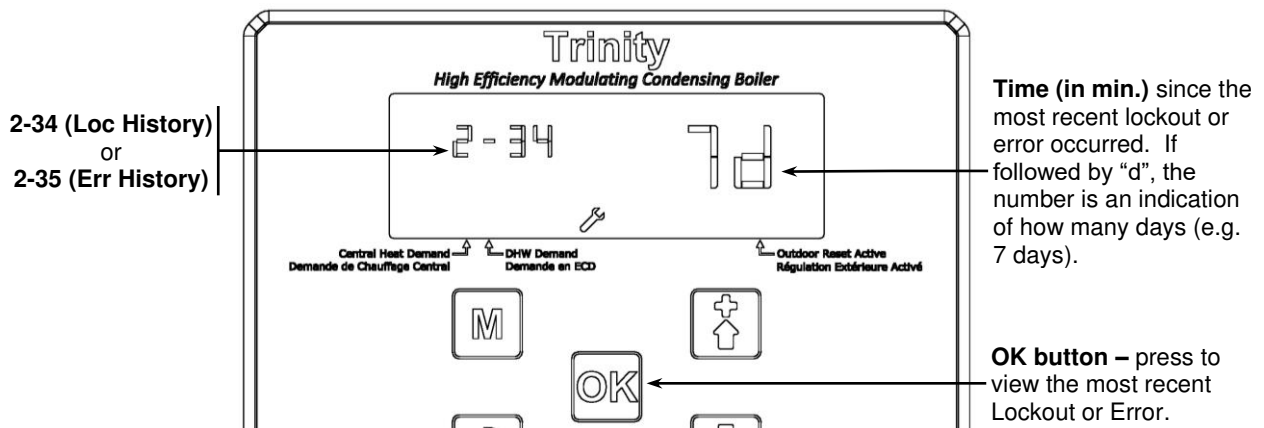 Trinity
High Efficiency Modulating Condensing Boiler
2-34 (Loc History)
or
2-35 (Err History)
2-34 7d
Time (in min.) since the
most recent lockout or
error occurred. If
followed by “d”, the
number is an indication
of how many days (e.g.
7 days).
Central Heat Demand
Demande de Chauffage Central
DHW Demand
Demande en ECD
Outdoor Reset Active
Régulation Extérieure Activé
M
OK
OK button – press to
view the most recent
Lockout or Error.